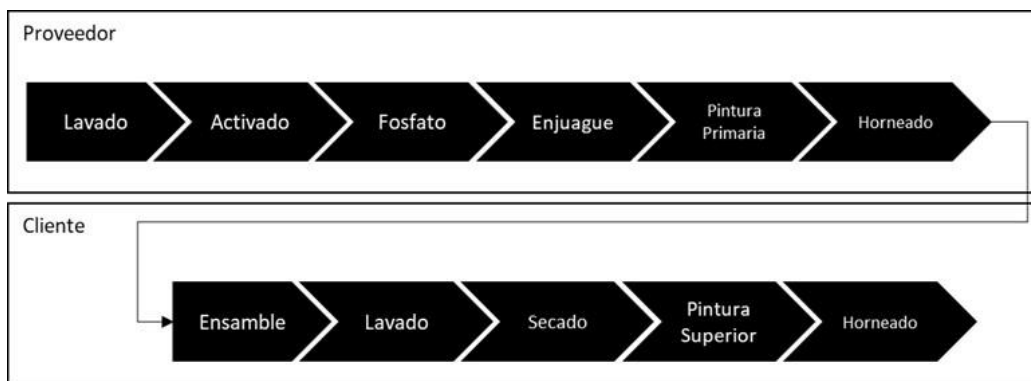 Proveedor
Lavado
Activado
Fosfato
Enjuague
Pintura
Primaria
Horneado
Cliente
Ensamble
Lavado
Secado
Pintura
Superior
Horneado